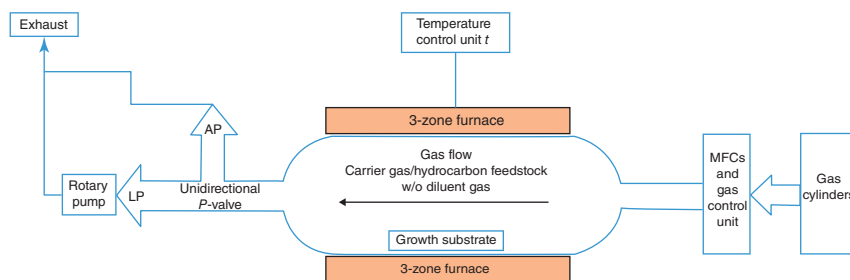 Exhaust
Temperature
control unit t
3-zone furnace
AP
Gas flow
Carrier gas/hydrocarbon feedstock
w/o diluent gas
MFCs
and
gas
control
unit
Gas
cylinders
Rotary
pump
LP
Unidirectional
P-valve
Growth substrate
3-zone furnace